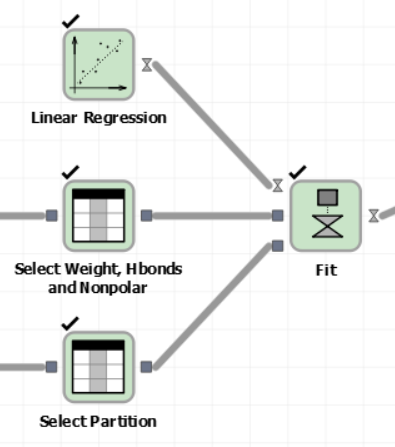 Linear Regression
Select Weight, Hbonds
and Nonpolar
Fit
Select Partition